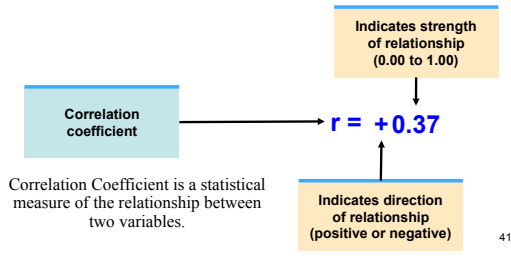 Indicates strength
of relationship
(0.00 to 1.00)
Correlation
coefficient
r = +0.37
Correlation Coefficient is a statistical
measure of the relationship between
two variables.
Indicates direction
of relationship
(positive or negative)
41